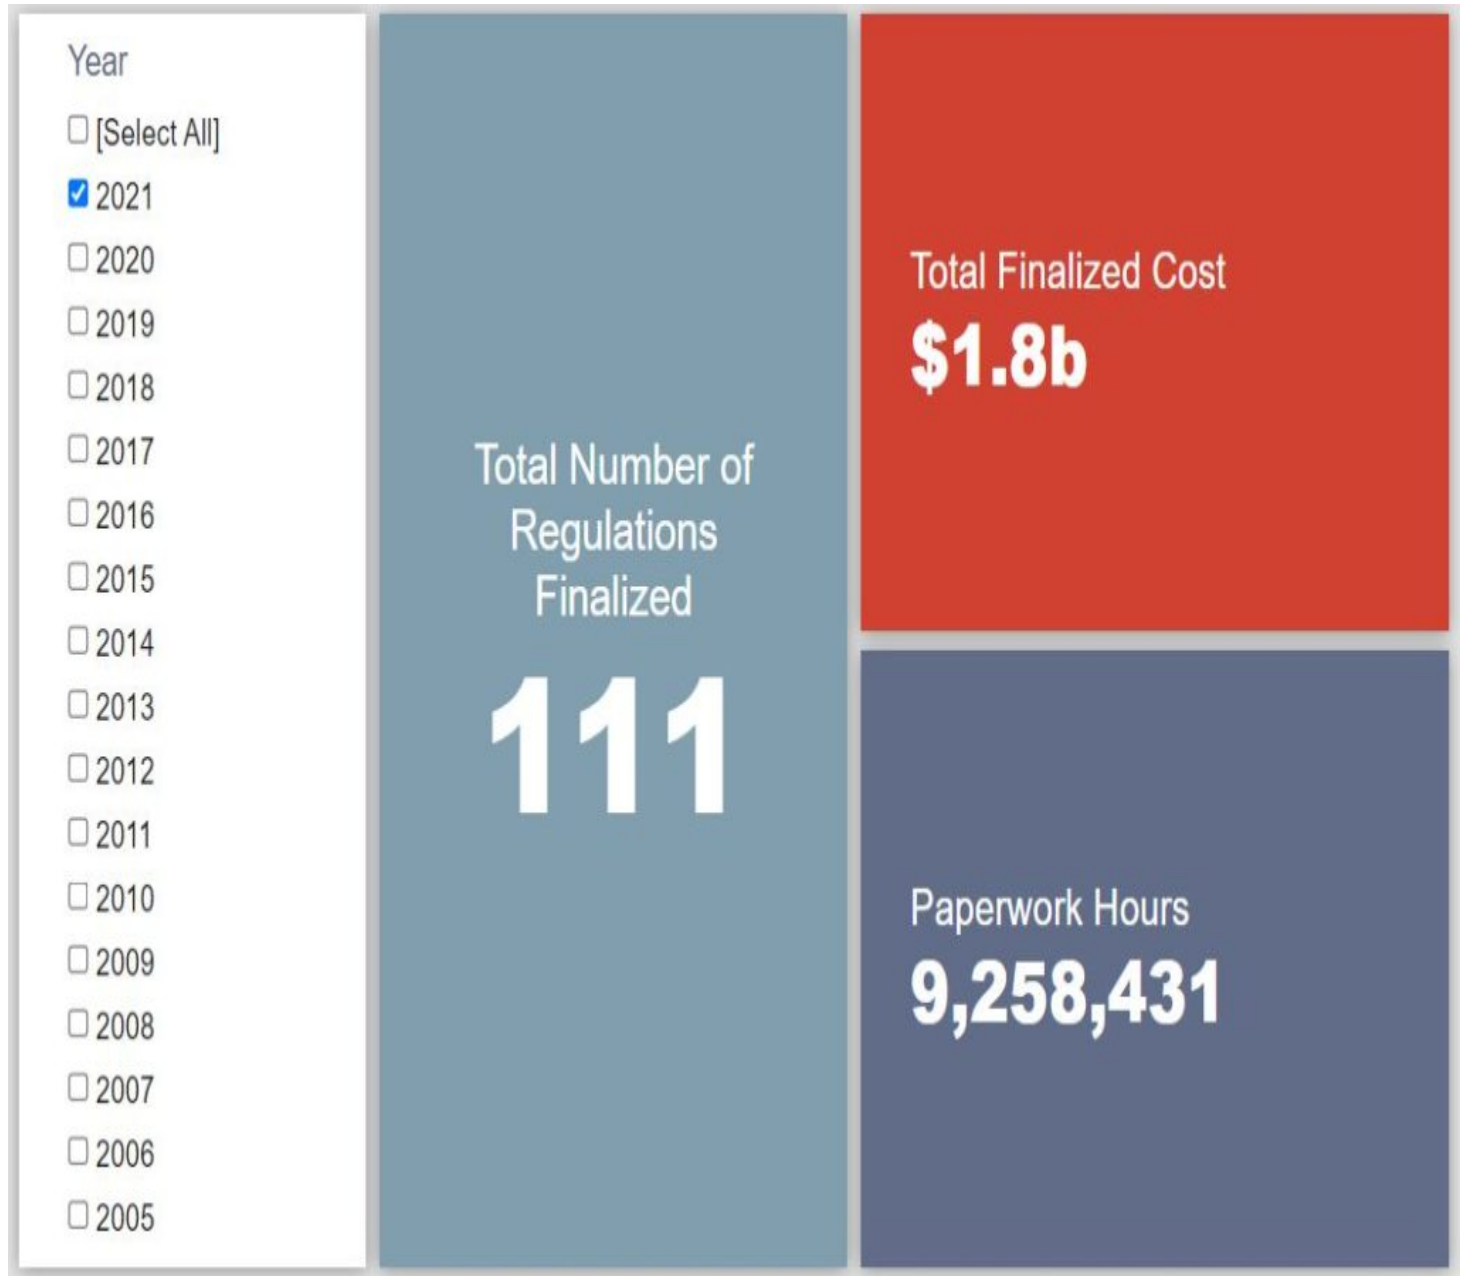 Year
[Select All]
2021
2020
2019
2018
2017
2016
2015
2014
2013
2012
2011
2010
2009
2008
2007
2006
2005
Total Number of
Regulations
Finalized
111
Total Finalized Cost
$1.8b
Paperwork Hours
9,258,431